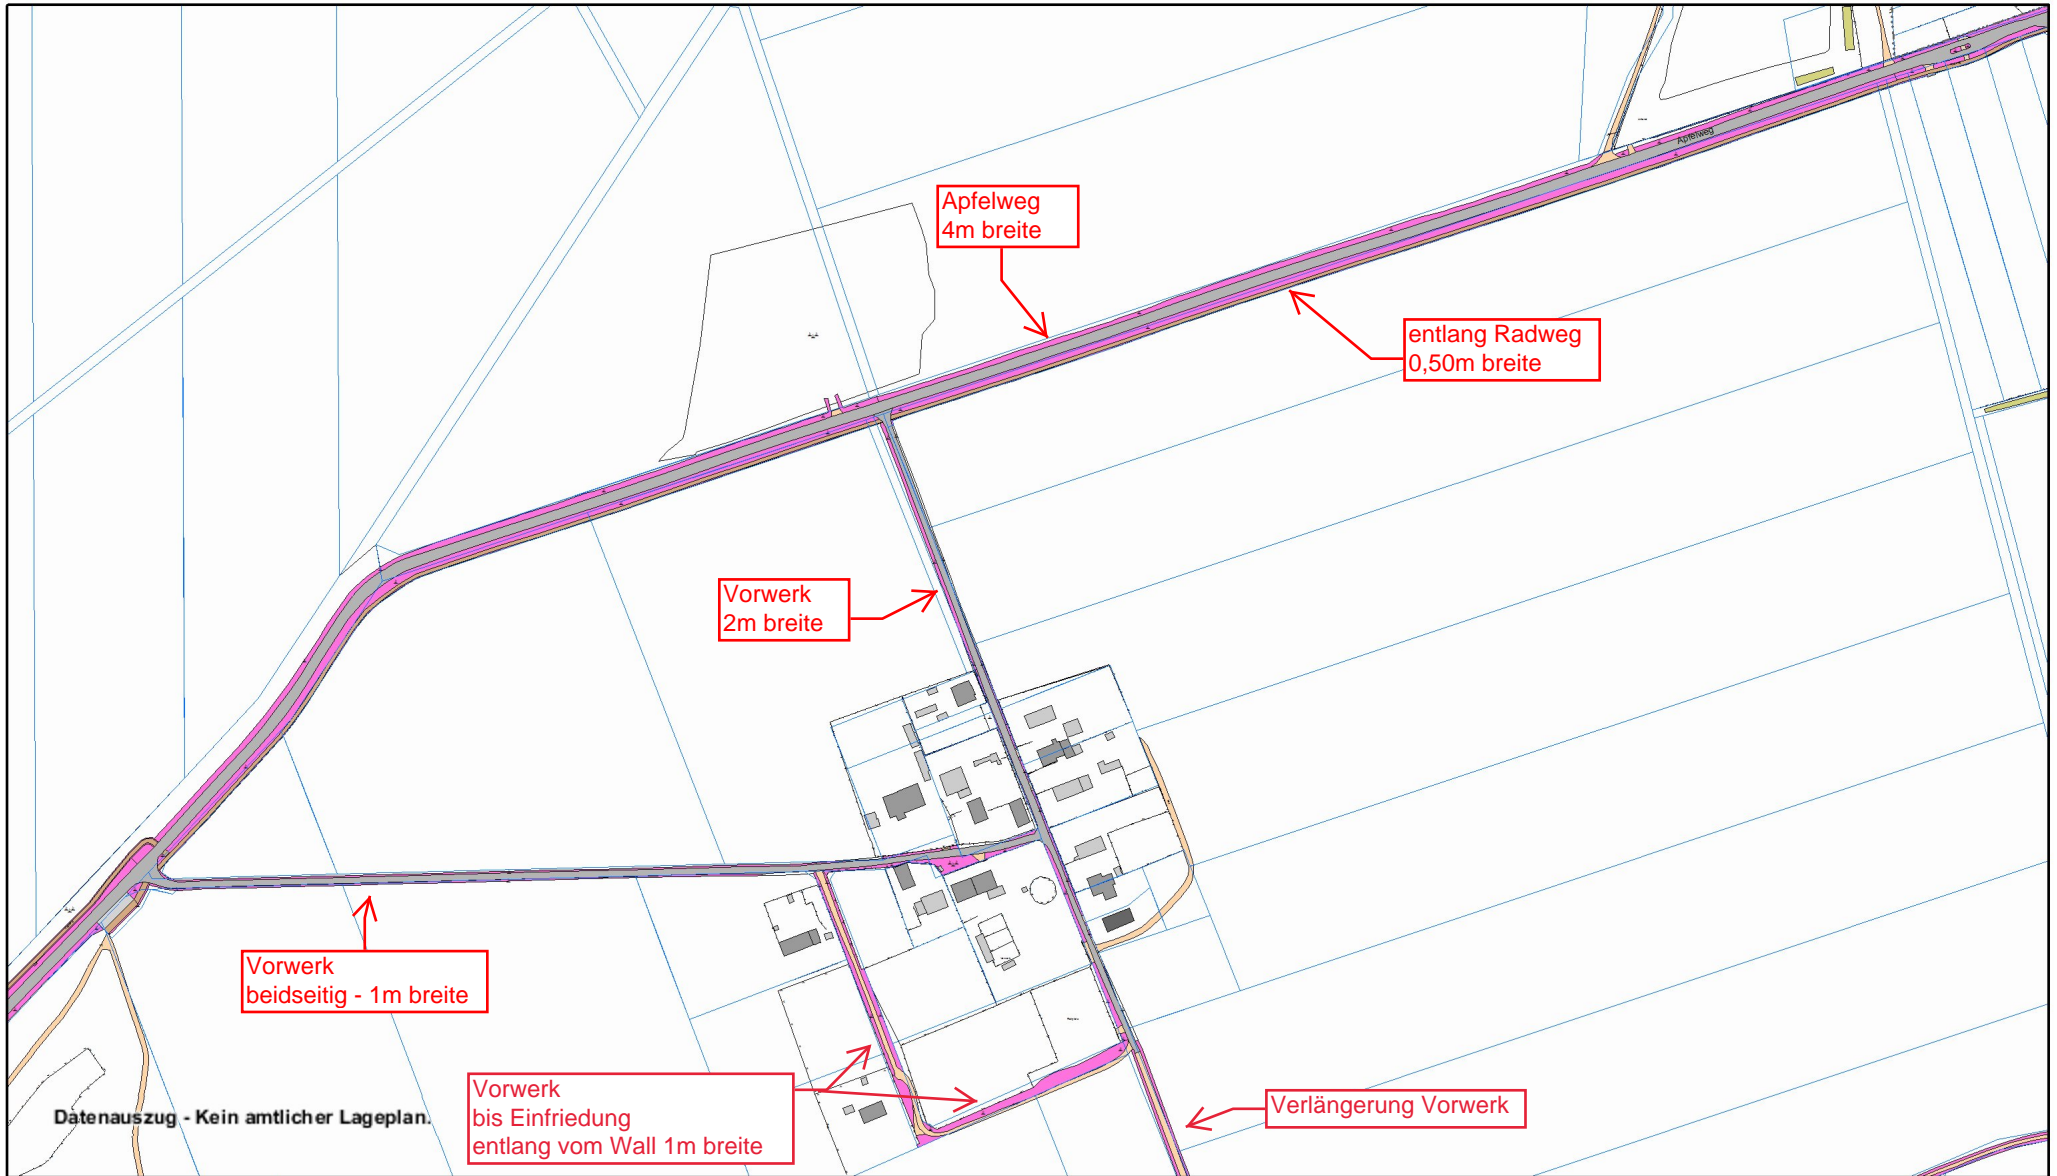 Apfelweg
Apfelweg
4m breite
entlang Radweg
0,50m breite
Vorwerk
2m breite
Vorwerk
beidseitig - 1m breite
Vorwerk
bis Einfriedung
entlang vom Wall 1m breite
Verlängerung Vorwerk
Datenauszug - Kein amtlicher Lageplan.